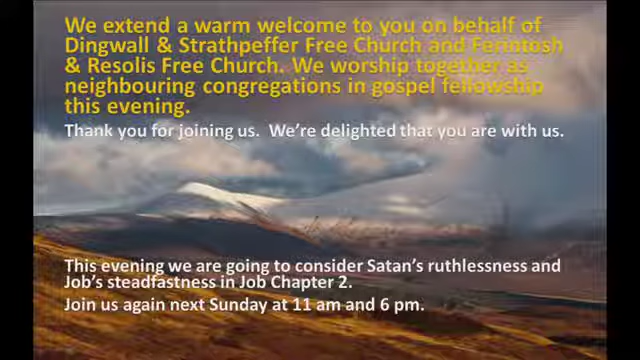 We extend a warm welcome to you on behalf of
Dingwall & Strathpeffer Free Church and Ferintosh
& Resolis Free Church. We worship together as
neighbouring congregations in gospel fellowship
this evening.
Thank you for joining us. We're delighted that you are with us.
This evening we are going to consider Satan's ruthlessness and
Job's steadfastness in Job Chapter 2.
Join us again next Sunday at 11 am and 6 pm.